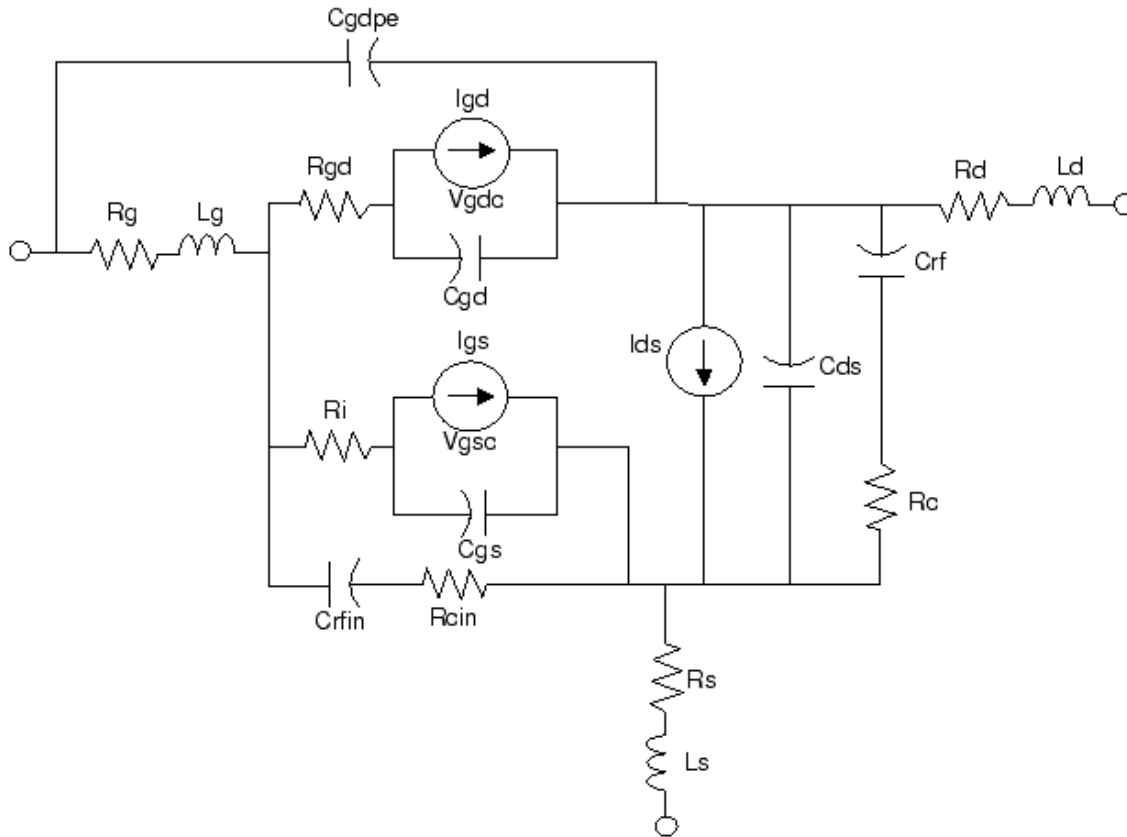 Cgdpe
Igd
Rgd
Vgdc
Rd
Ld
Rg
Lg
Crf
Cgd
Igs
Ids
Cds
Ri
Vgsc
Rc
Cgs
Crfin
Rcin
Rs
Ls